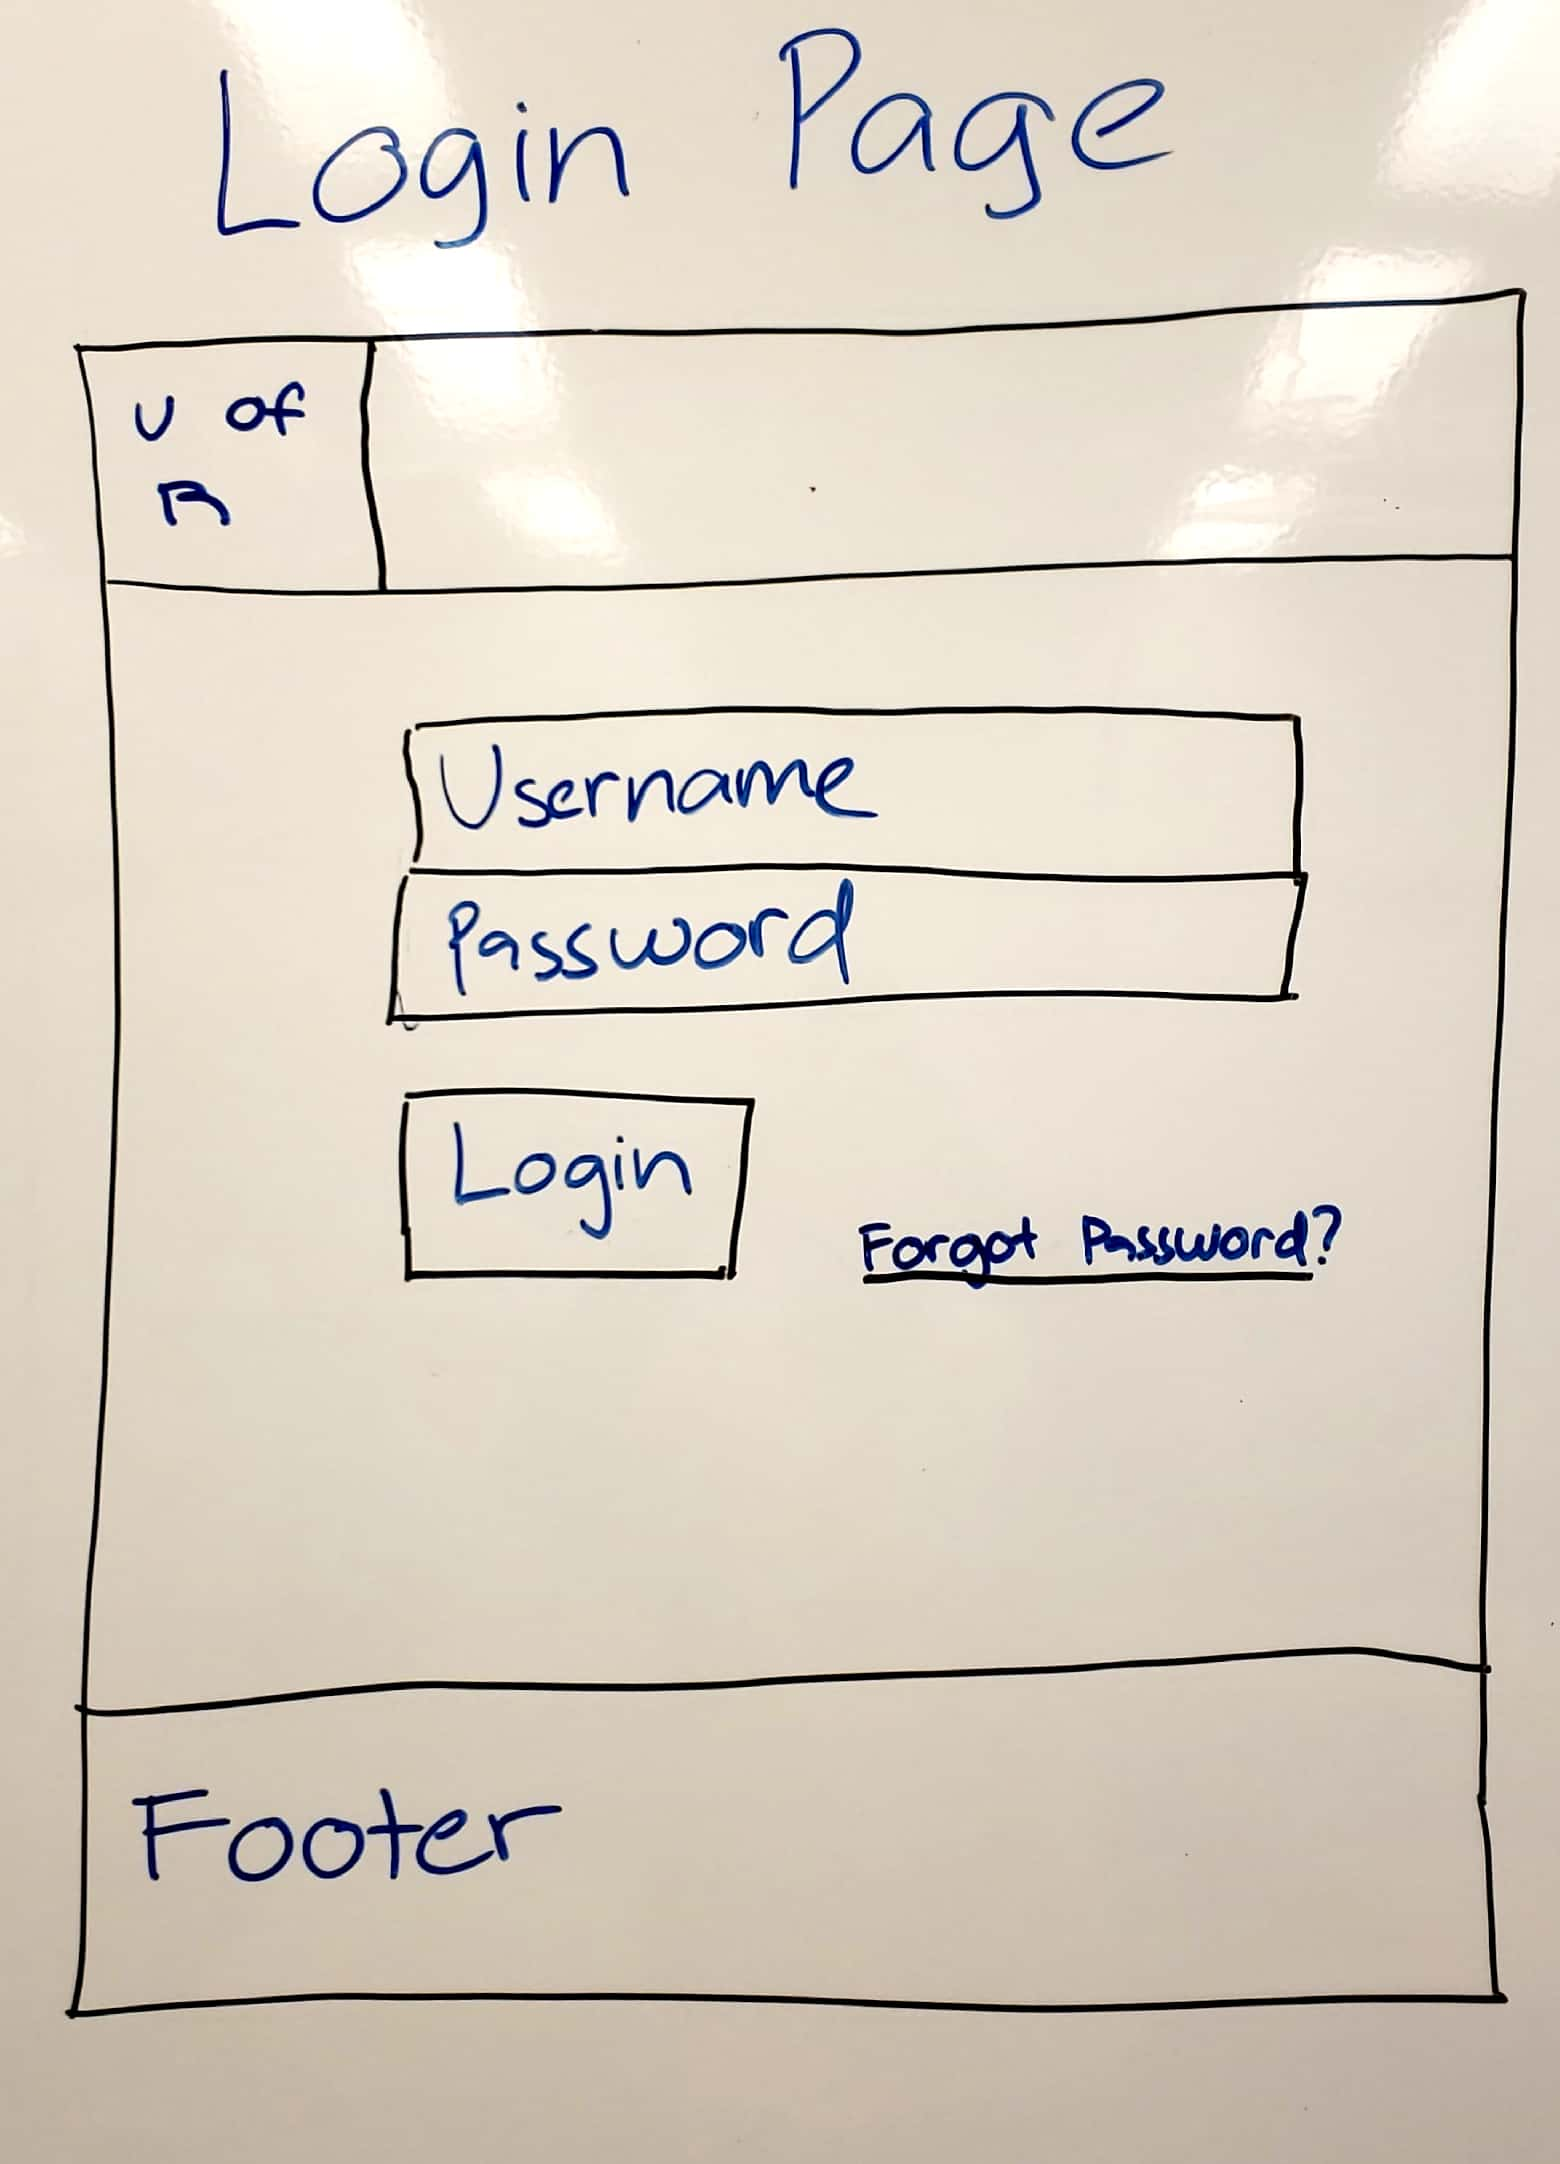 Login Page
U of
R
Username
Password
Login
Forgot Password?
Footer